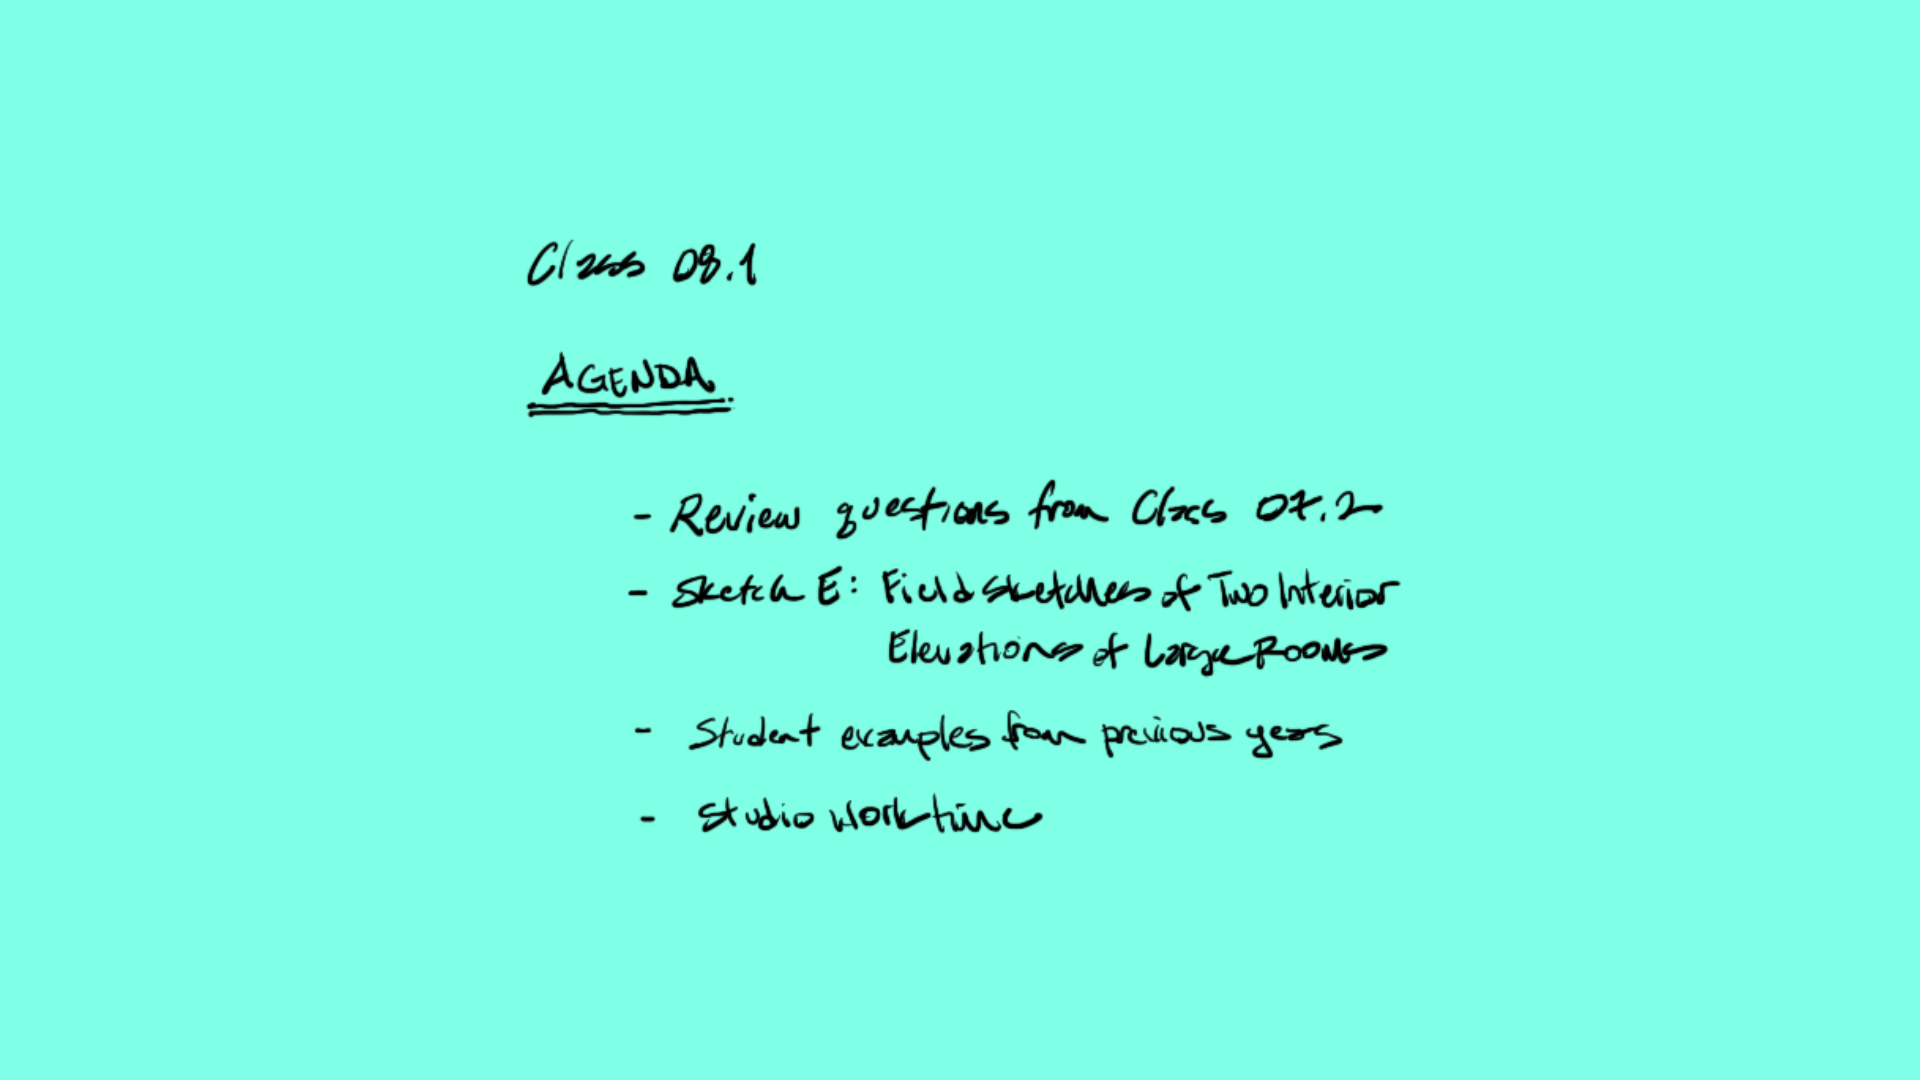 Class 08.1
AGENDA
- Review questions from Class 07.2
- Sketch E: Field Sketches of Two Interior
Elevations of Large Rooms
- Student examples from previous years
- Studio Work time